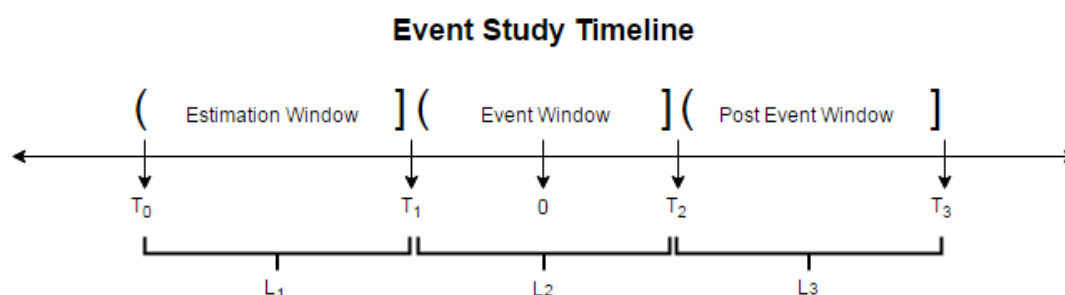 Event Study Timeline
( Estimation Window ]( Event Window ]( Post Event Window ]
T₀ T₁ 0 T₂ T₃
L₁ L₂ L₃